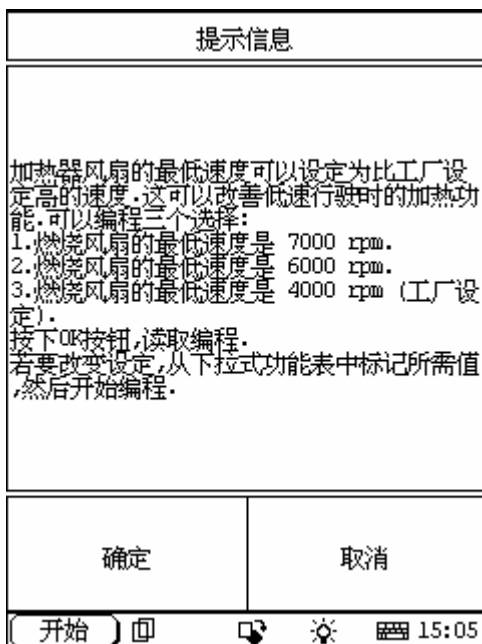 提示信息
加热器风扇的最低速度可以设定为比工厂设
定高的速度.这可以改善低速行驶时的加热功
能.可以编程三个选择:
1.燃烧风扇的最低速度是 7000 rpm.
2.燃烧风扇的最低速度是 6000 rpm.
3.燃烧风扇的最低速度是 4000 rpm (工厂设
定).
按下OK按钮,读取编程.
若要改变设定,从下拉式功能表中标记所需值
,然后开始编程.
确定
取消
开始
15:05